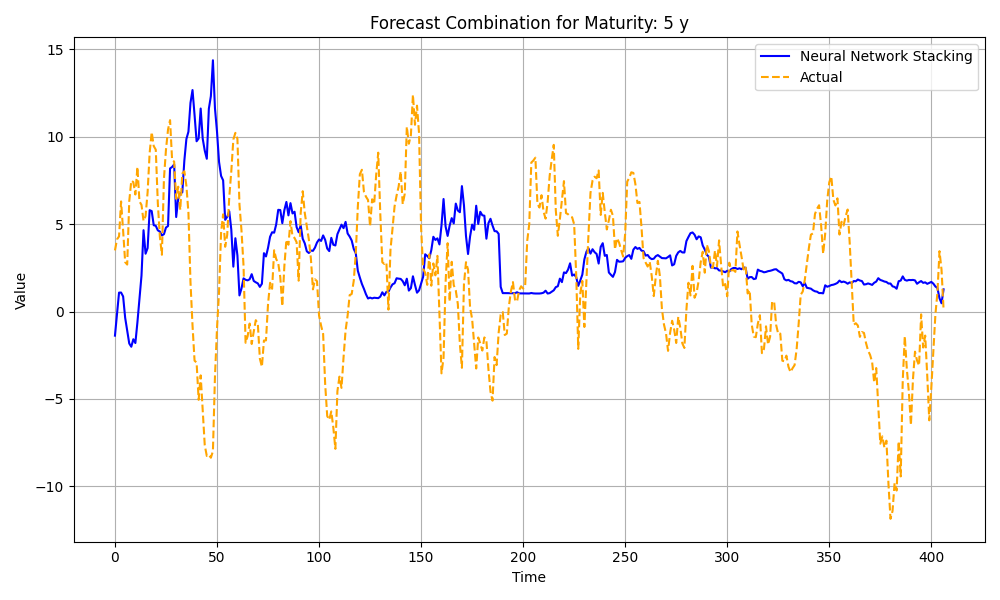 Forecast Combination for Maturity: 5 y
Neural Network Stacking
Actual
Value
15
10
5
0
−5
−10
0 50 100 150 200 250 300 350 400
Time